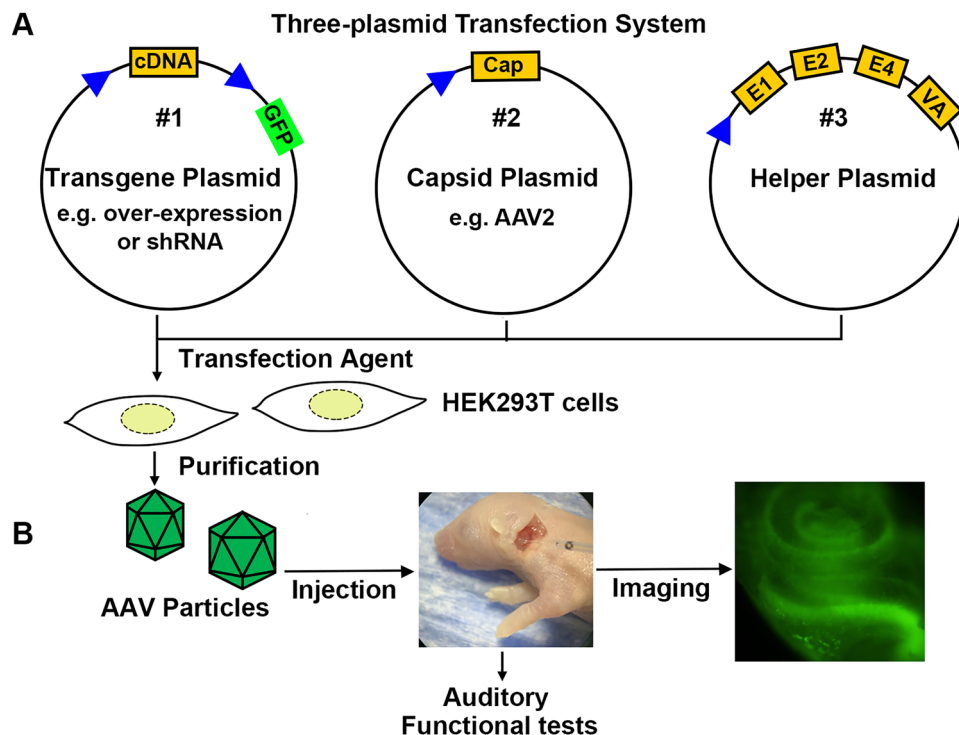 A
Three-plasmid Transfection System
cDNA
GFP
#1
Transgene Plasmid
e.g. over-expression
or shRNA
Cap
#2
Capsid Plasmid
e.g. AAV2
E1
E2
E4
VA
#3
Helper Plasmid
Transfection Agent
HEK293T cells
Purification
B
AAV Particles
Injection
Imaging
Auditory
Functional tests